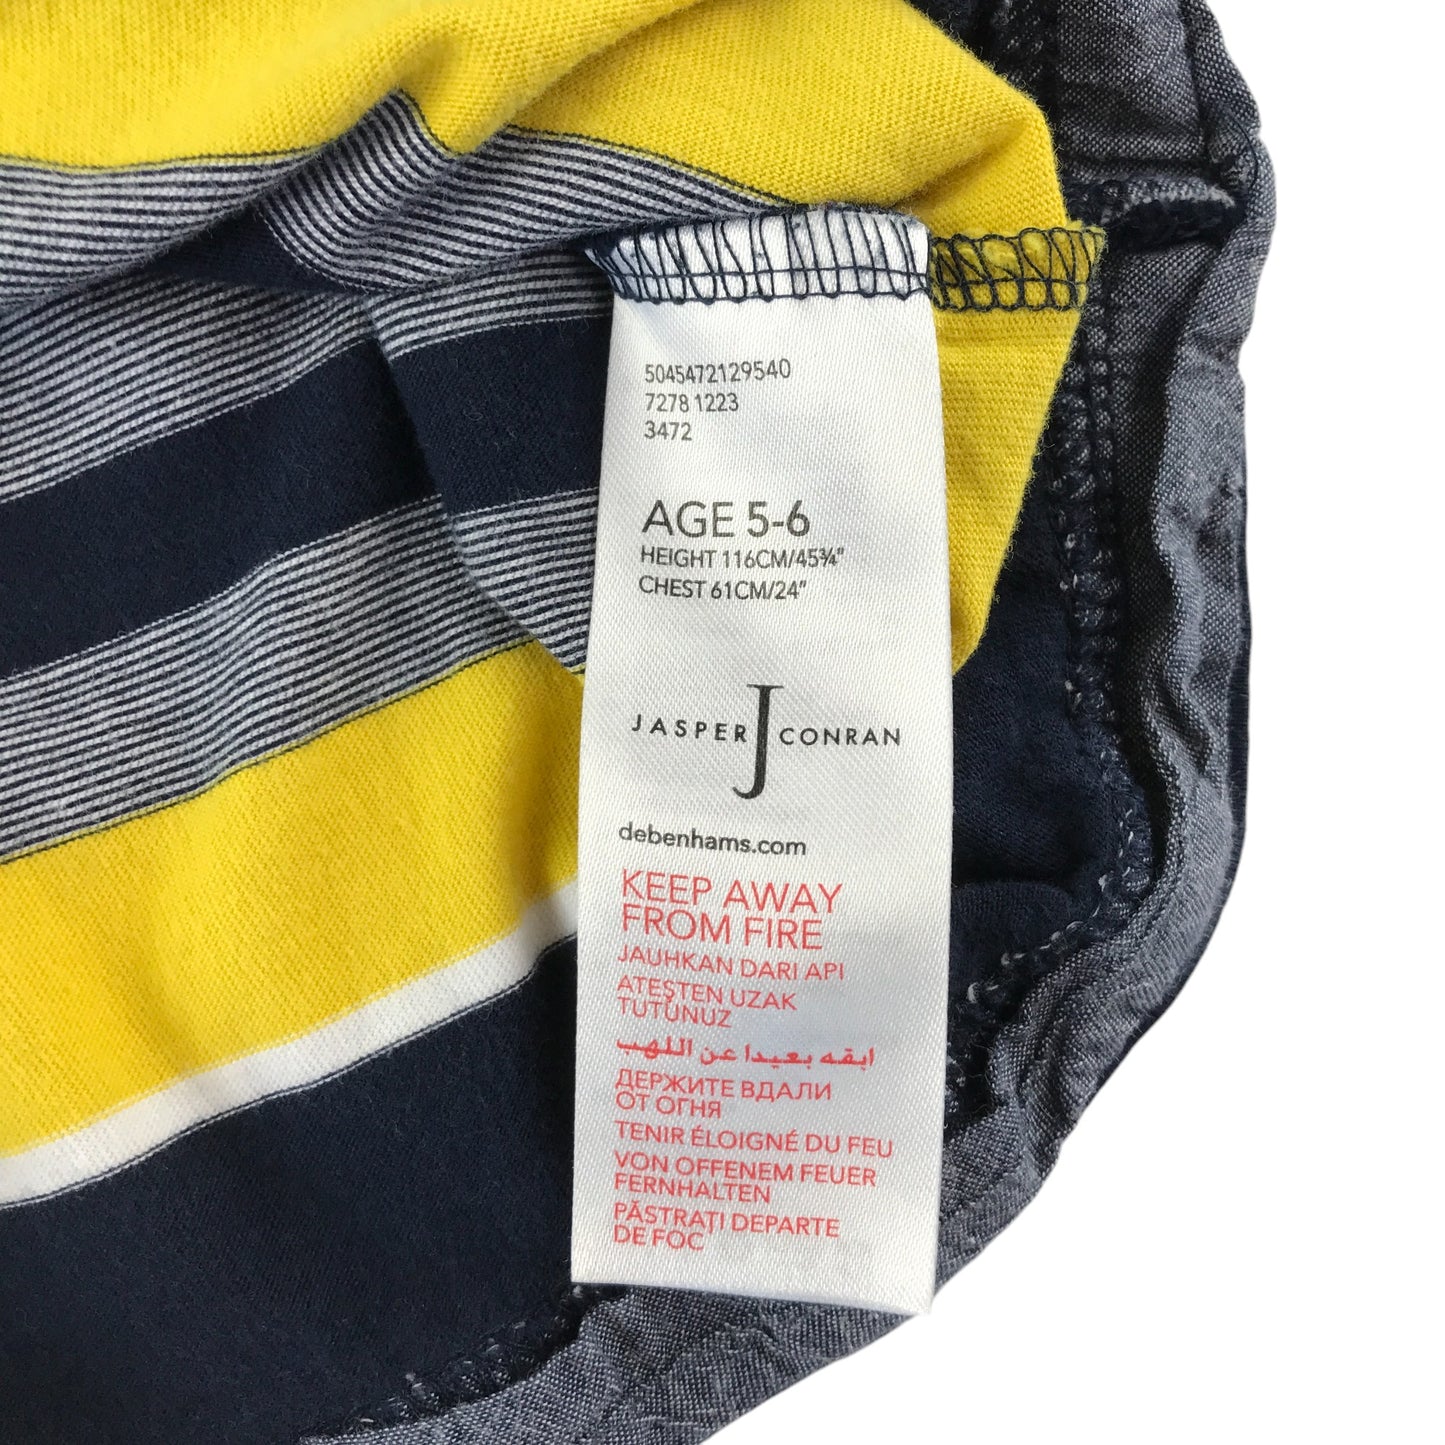 5045472129540
7278 1223
3472
AGE 5-6
HEIGHT 116CM/45¾"
CHEST 61CM/24"
JASPER J CONRAN
debenhams.com
KEEP AWAY
FROM FIRE
JAUHKAN DARI API
ATEŞTEN UZAK
TUTUNUZ
ابقه بعيدا عن اللهب
ДЕРЖИТЕ ВДАЛИ
ОТ ОГНЯ
TENIR ÉLOIGNÉ DU FEU
VON OFFENEM FEUER
FERNHALTEN
PĂSTRAȚI DEPARTE
DE FOC